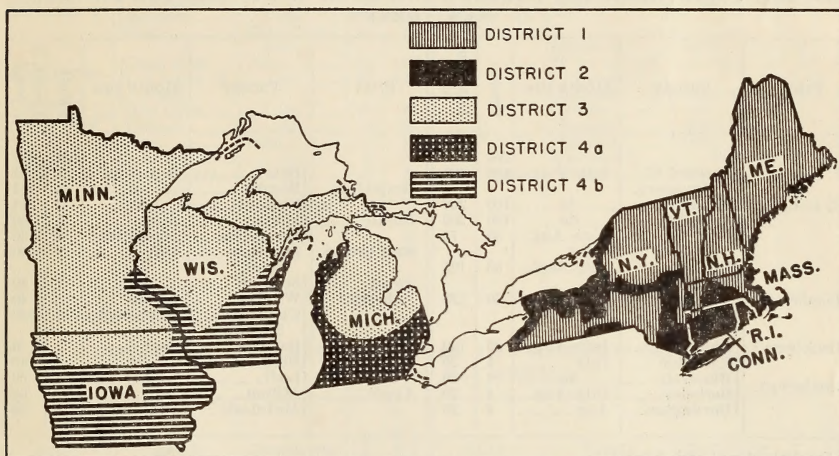 DISTRICT 1
DISTRICT 2
DISTRICT 3
DISTRICT 4a
DISTRICT 4b
MINN.
WIS.
MICH.
IOWA
ME.
VT.
N.Y.
N.H.
MASS.
R.I.
CONN.